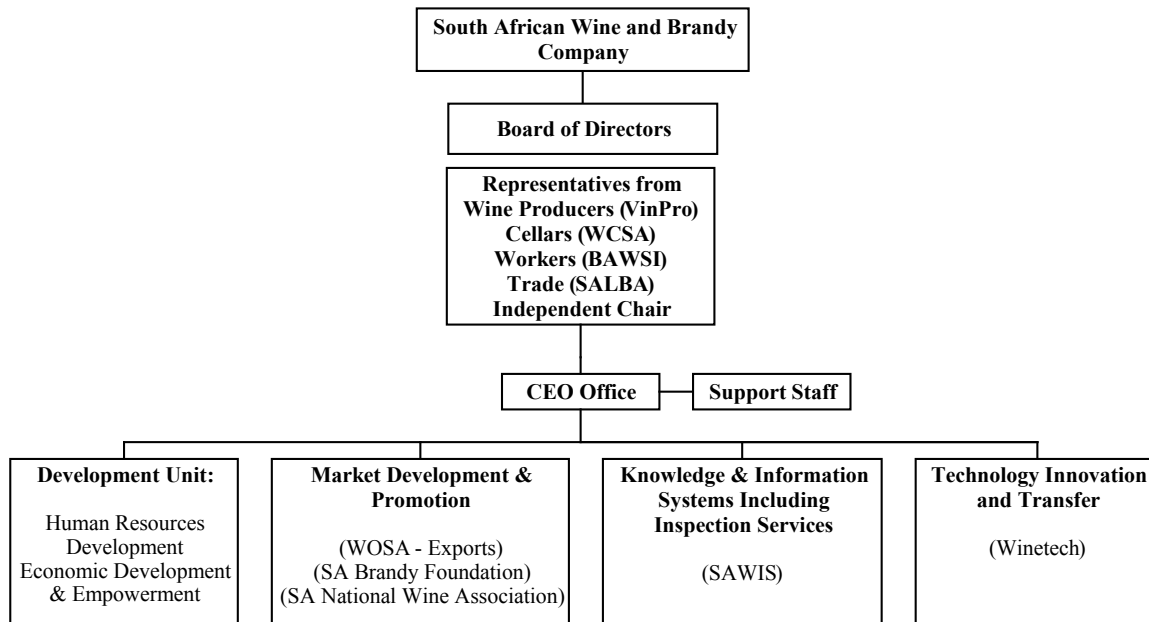 South African Wine and Brandy
Company
Board of Directors
Representatives from
Wine Producers (VinPro)
Cellars (WCSA)
Workers (BAWSI)
Trade (SALBA)
Independent Chair
CEO Office
Support Staff
Development Unit:
Human Resources
Development
Economic Development
& Empowerment
Market Development &
Promotion
(WOSA - Exports)
(SA Brandy Foundation)
(SA National Wine Association)
Knowledge & Information
Systems Including
Inspection Services
(SAWIS)
Technology Innovation
and Transfer
(Winetech)